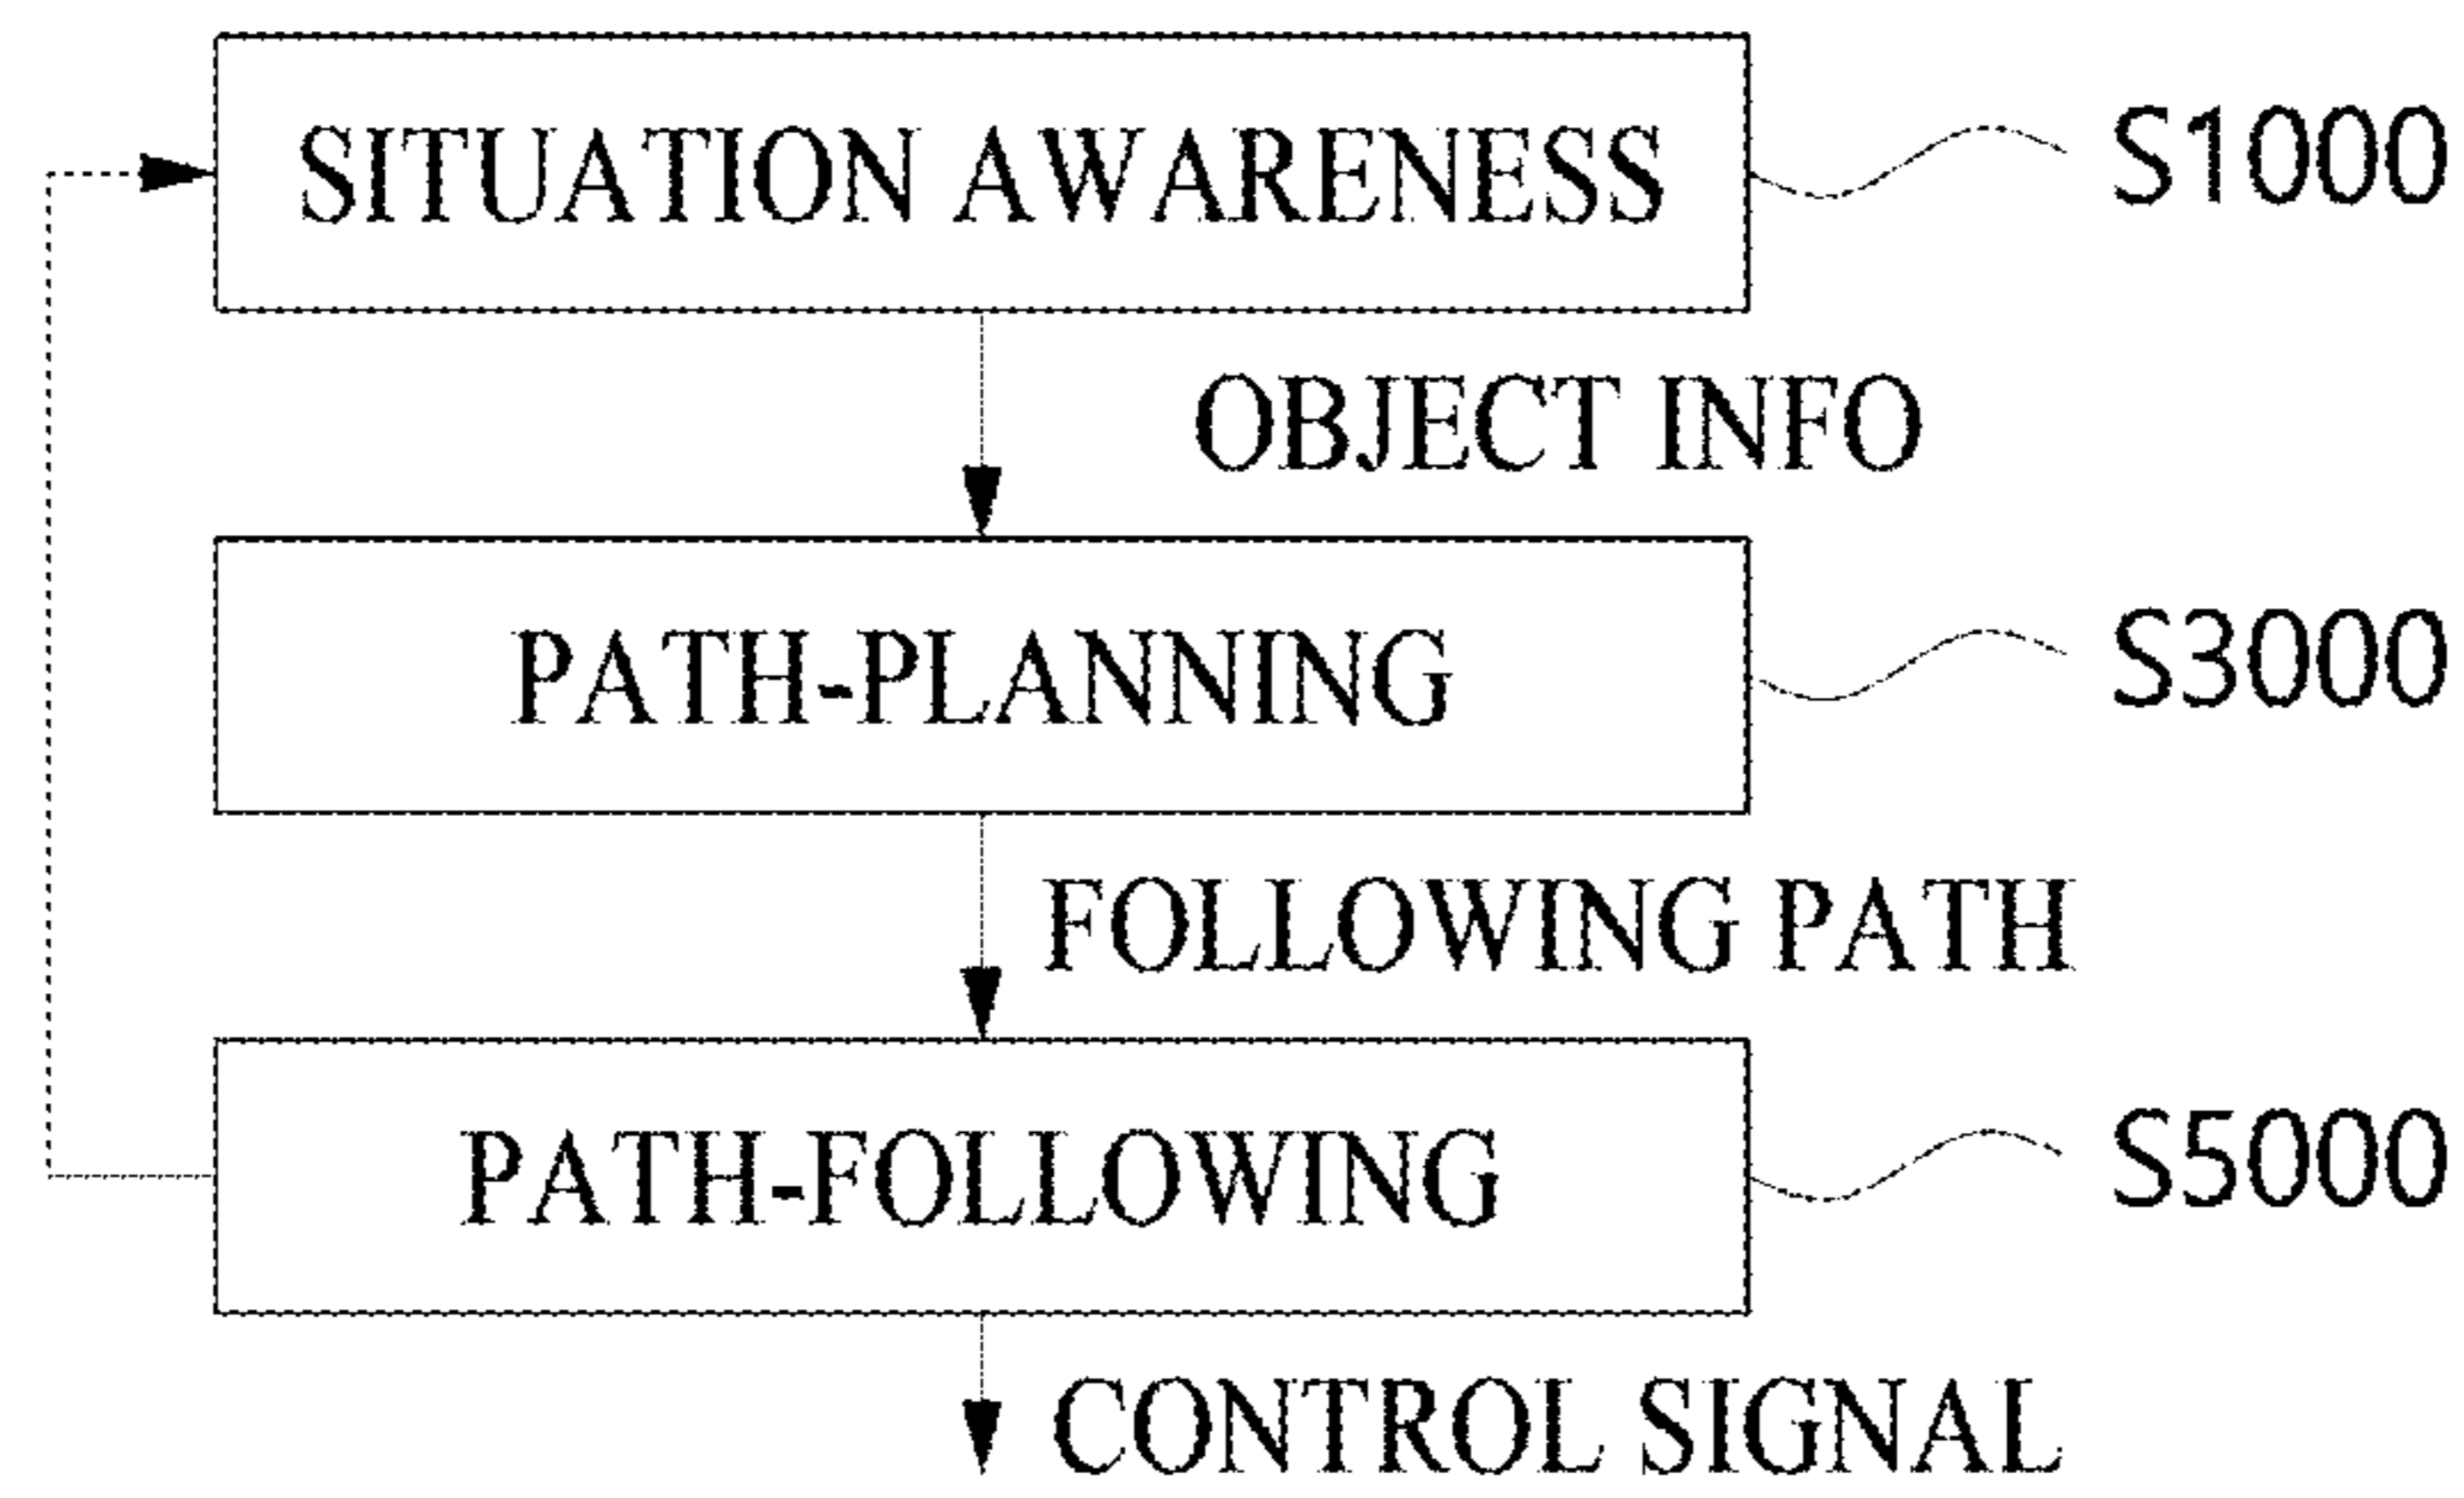 SITUATION AWARENESS S1000
OBJECT INFO
PATH-PLANNING S3000
FOLLOWING PATH
PATH-FOLLOWING S5000
CONTROL SIGNAL